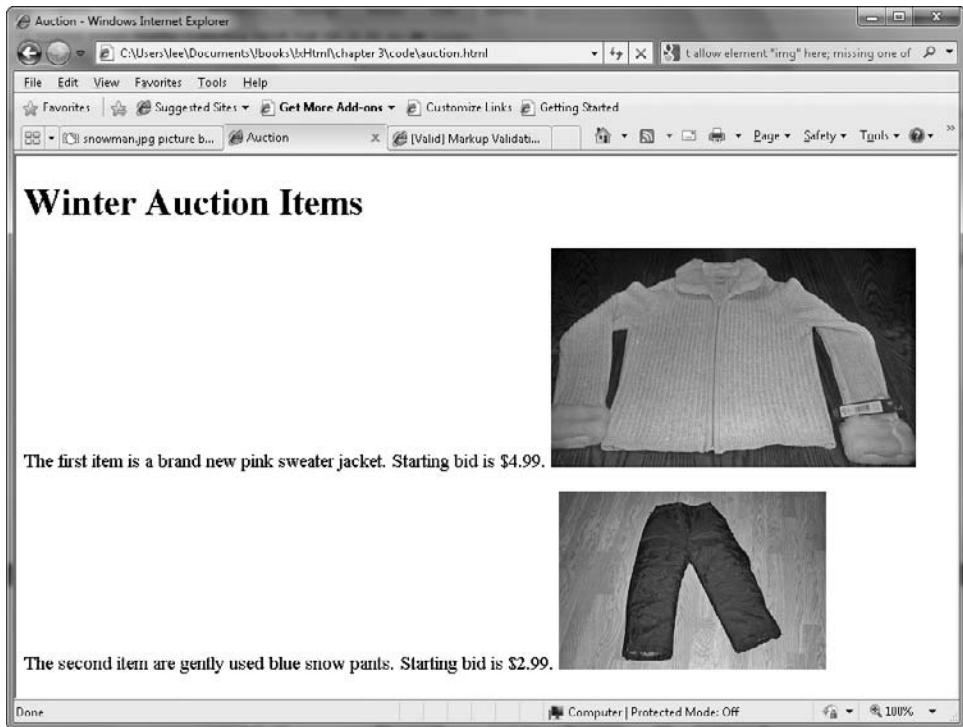 Auction - Windows Internet Explorer
C:\Users\lee\Documents\!books\!xHtml\chapter 3\code\auction.html
t allow element "img" here; missing one of
File Edit View Favorites Tools Help
Favorites Suggested Sites Get More Add-ons Customize Links Getting Started
snowman.jpg picture b... Auction x [Valid] Markup Validati... Page Safety Tools »
Winter Auction Items
The first item is a brand new pink sweater jacket. Starting bid is $4.99.
The second item are gently used blue snow pants. Starting bid is $2.99.
Done Computer | Protected Mode: Off 100%